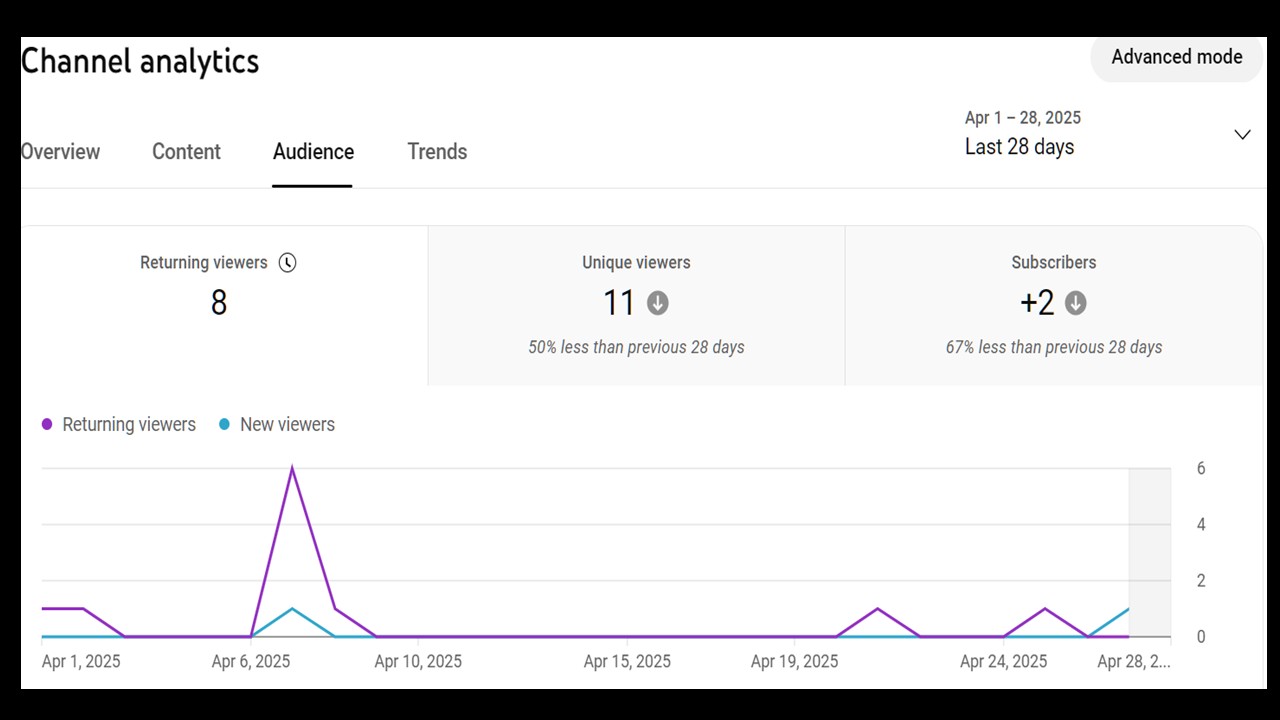 Channel analytics
Advanced mode
Apr 1 – 28, 2025
Last 28 days
Overview Content Audience Trends
Returning viewers
8
Unique viewers
11
50% less than previous 28 days
Subscribers
+2
67% less than previous 28 days
Returning viewers New viewers
6
4
2
0
Apr 1, 2025 Apr 6, 2025 Apr 10, 2025 Apr 15, 2025 Apr 19, 2025 Apr 24, 2025 Apr 28, 2...